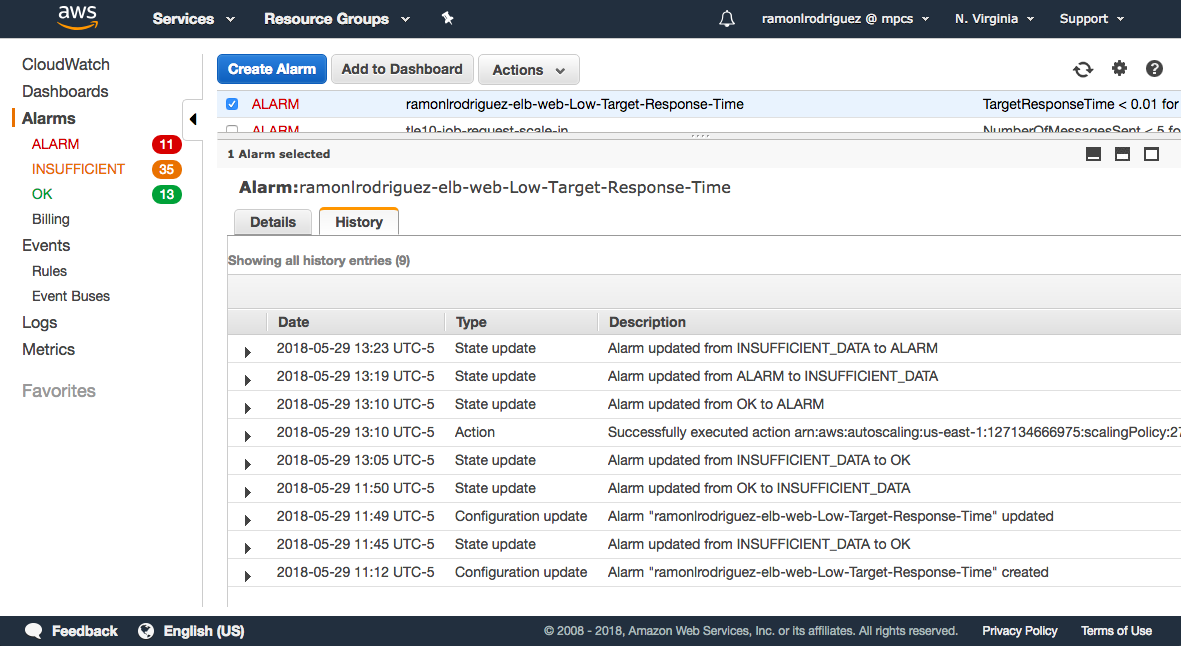 aws Services Resource Groups ramonlrodriguez @ mpcs N. Virginia Support
CloudWatch
Dashboards
Alarms
ALARM 11
INSUFFICIENT 35
OK 13
Billing
Events
Rules
Event Buses
Logs
Metrics
Favorites
Create Alarm Add to Dashboard Actions
ALARM ramonlrodriguez-elb-web-Low-Target-Response-Time TargetResponseTime < 0.01 for
ALARM tle10-job-request-scale-in NumberOfMessagesSent < 5 fo
1 Alarm selected
Alarm:ramonlrodriguez-elb-web-Low-Target-Response-Time
Details History
Showing all history entries (9)
Date Type Description
2018-05-29 13:23 UTC-5 State update Alarm updated from INSUFFICIENT_DATA to ALARM
2018-05-29 13:19 UTC-5 State update Alarm updated from ALARM to INSUFFICIENT_DATA
2018-05-29 13:10 UTC-5 State update Alarm updated from OK to ALARM
2018-05-29 13:10 UTC-5 Action Successfully executed action arn:aws:autoscaling:us-east-1:127134666975:scalingPolicy:27
2018-05-29 13:05 UTC-5 State update Alarm updated from INSUFFICIENT_DATA to OK
2018-05-29 11:50 UTC-5 State update Alarm updated from OK to INSUFFICIENT_DATA
2018-05-29 11:49 UTC-5 Configuration update Alarm "ramonlrodriguez-elb-web-Low-Target-Response-Time" updated
2018-05-29 11:45 UTC-5 State update Alarm updated from INSUFFICIENT_DATA to OK
2018-05-29 11:12 UTC-5 Configuration update Alarm "ramonlrodriguez-elb-web-Low-Target-Response-Time" created
Feedback English (US) © 2008 - 2018, Amazon Web Services, Inc. or its affiliates. All rights reserved. Privacy Policy Terms of Use